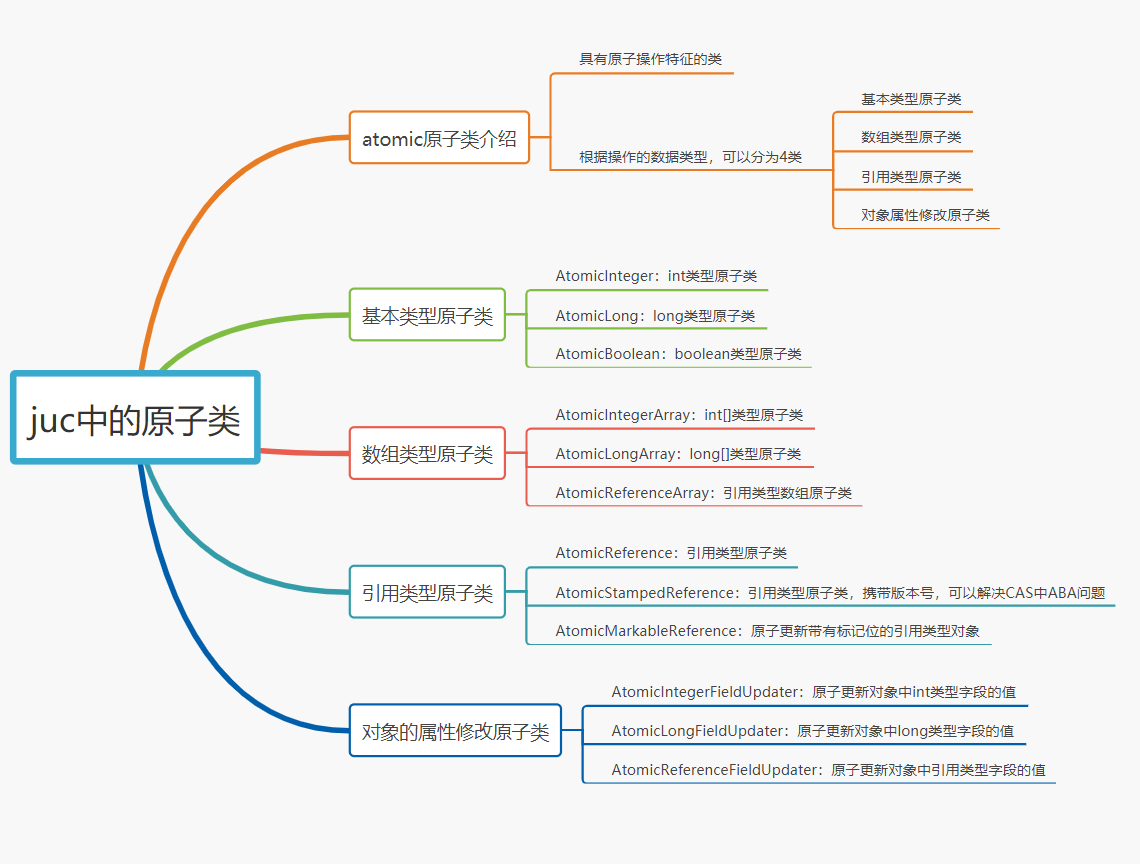 juc中的原子类
atomic原子类介绍
具有原子操作特征的类
根据操作的数据类型，可以分为4类
基本类型原子类
数组类型原子类
引用类型原子类
对象属性修改原子类
基本类型原子类
AtomicInteger：int类型原子类
AtomicLong：long类型原子类
AtomicBoolean：boolean类型原子类
数组类型原子类
AtomicIntegerArray：int[]类型原子类
AtomicLongArray：long[]类型原子类
AtomicReferenceArray：引用类型数组原子类
引用类型原子类
AtomicReference：引用类型原子类
AtomicStampedReference：引用类型原子类，携带版本号，可以解决CAS中ABA问题
AtomicMarkableReference：原子更新带有标记位的引用类型对象
对象的属性修改原子类
AtomicIntegerFieldUpdater：原子更新对象中int类型字段的值
AtomicLongFieldUpdater：原子更新对象中long类型字段的值
AtomicReferenceFieldUpdater：原子更新对象中引用类型字段的值